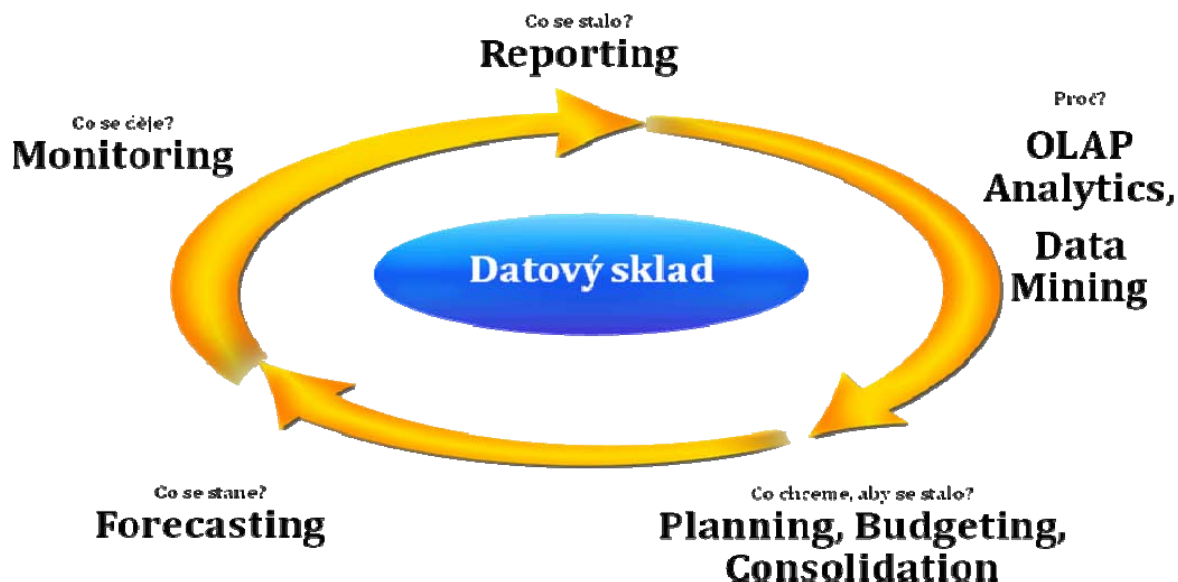 Co se stalo?
Reporting
Proč?
OLAP
Analytics,
Data
Mining
Co chceme, aby se stalo?
Planning, Budgeting,
Consolidation
Co se stane?
Forecasting
Co se děje?
Monitoring
Datový sklad